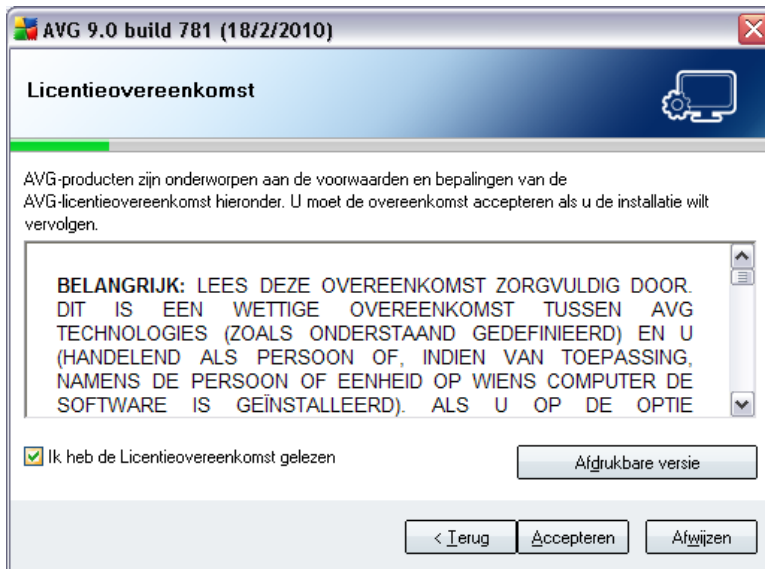 AVG 9.0 build 781 (18/2/2010)
Licentieovereenkomst
AVG-producten zijn onderworpen aan de voorwaarden en bepalingen van de
AVG-licentieovereenkomst hieronder. U moet de overeenkomst accepteren als u de installatie wilt
vervolgen.
BELANGRIJK: LEES DEZE OVEREENKOMST ZORGVULDIG DOOR.
DIT IS EEN WETTIGE OVEREENKOMST TUSSEN AVG
TECHNOLOGIES (ZOALS ONDERSTAAND GEDEFINIEERD) EN U
(HANDELEND ALS PERSOON OF, INDIEN VAN TOEPASSING,
NAMENS DE PERSOON OF EENHEID OP WIENS COMPUTER DE
SOFTWARE IS GEÏNSTALLEERD). ALS U OP DE OPTIE
Ik heb de Licentieovereenkomst gelezen
Afdrukbare versie
< Terug
Accepteren
Afwijzen